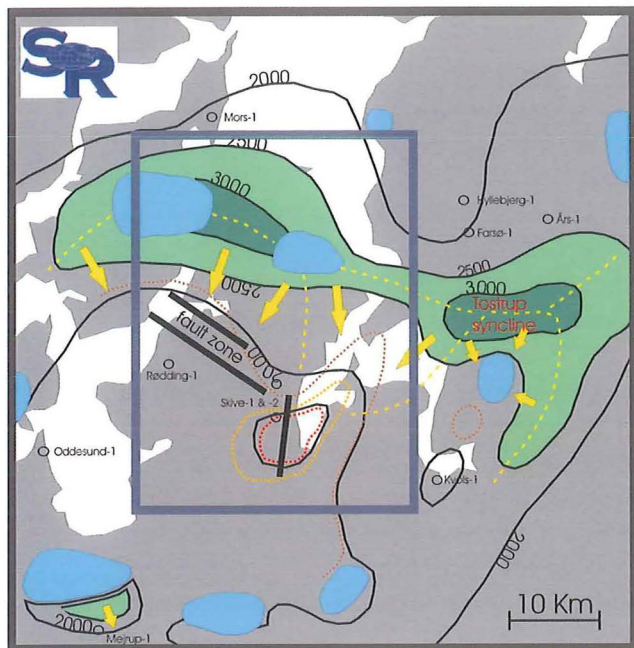 SR
2000
Mors-1
2500
3000
Hyllebjerg-1
Års-1
Farsø-1
2500
2500
3000
Tostrup
syncline
fault zone
2000
Rødding-1
Skive-1 & -2
Oddesund-1
Kvols-1
2000
10 Km
2000
Mejrup-1